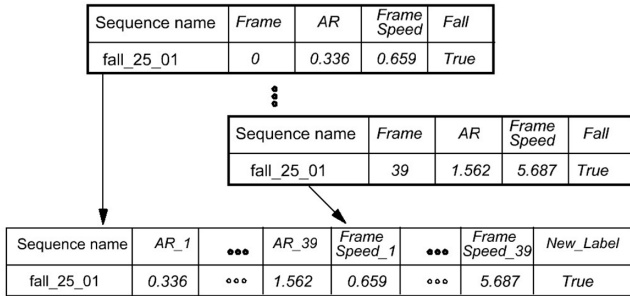 Sequence name Frame AR Frame Speed Fall
fall_25_01 0 0.336 0.659 True
Sequence name Frame AR Frame Speed Fall
fall_25_01 39 1.562 5.687 True
Sequence name AR_1 AR_39 Frame Speed_1 Frame Speed_39 New_Label
fall_25_01 0.336 1.562 0.659 5.687 True